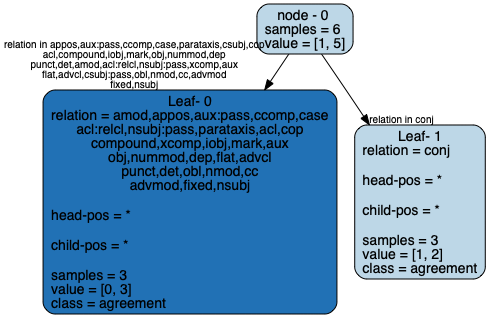 node - 0
samples = 6
value = [1, 5]
relation in appos,aux:pass,ccomp,case,parataxis,csubj,cop
acl,compound,iobj,mark,obj,nummod,dep
punct,det,amod,acl:relcl,nsubj:pass,xcomp,aux
flat,advcl,csubj:pass,obl,nmod,cc,advmod
fixed,nsubj
relation in conj
Leaf- 0
relation = amod,appos,aux:pass,ccomp,case
acl:relcl,nsubj:pass,parataxis,acl,cop
compound,xcomp,iobj,mark,aux
obj,nummod,dep,flat,advcl
punct,det,obl,nmod,cc
advmod,fixed,nsubj
head-pos = *
child-pos = *
samples = 3
value = [0, 3]
class = agreement
Leaf- 1
relation = conj
head-pos = *
child-pos = *
samples = 3
value = [1, 2]
class = agreement